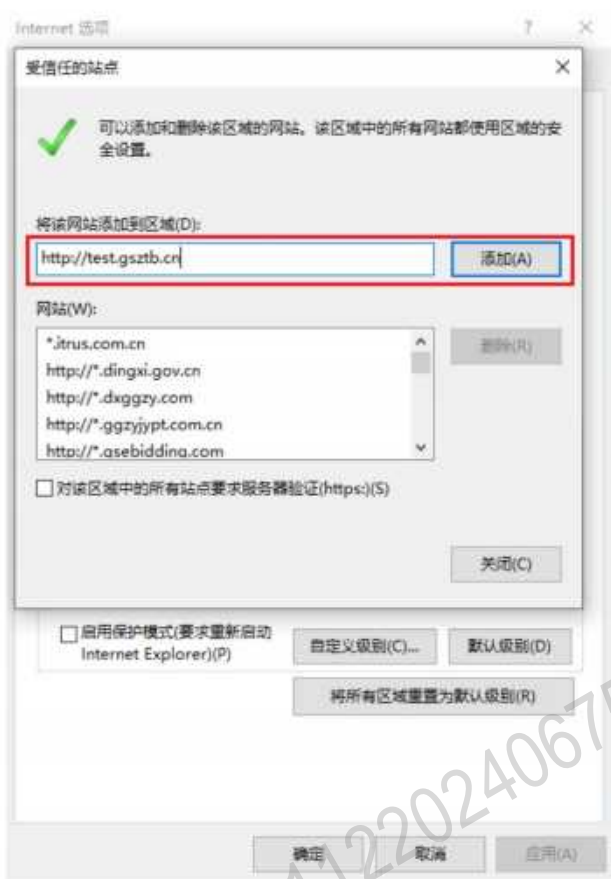 Internet 选项
?
×
受信任的站点
×
可以添加和删除该区域的网站。该区域中的所有网站都使用区域的安
全设置。
将该网站添加到区域(D):
http://test.gsztb.cn
添加(A)
网站(W):
*.itrus.com.cn
删除(R)
http://*.dingxi.gov.cn
http://*.dxggzy.com
http://*.ggzyjypt.com.cn
http://*.gsebidding.com
对该区域中的所有站点要求服务器验证(https:)(S)
关闭(C)
启用保护模式(要求重新启动
Internet Explorer)(P)
自定义级别(C)...
默认级别(D)
将所有区域重置为默认级别(R)
确定
取消
应用(A)